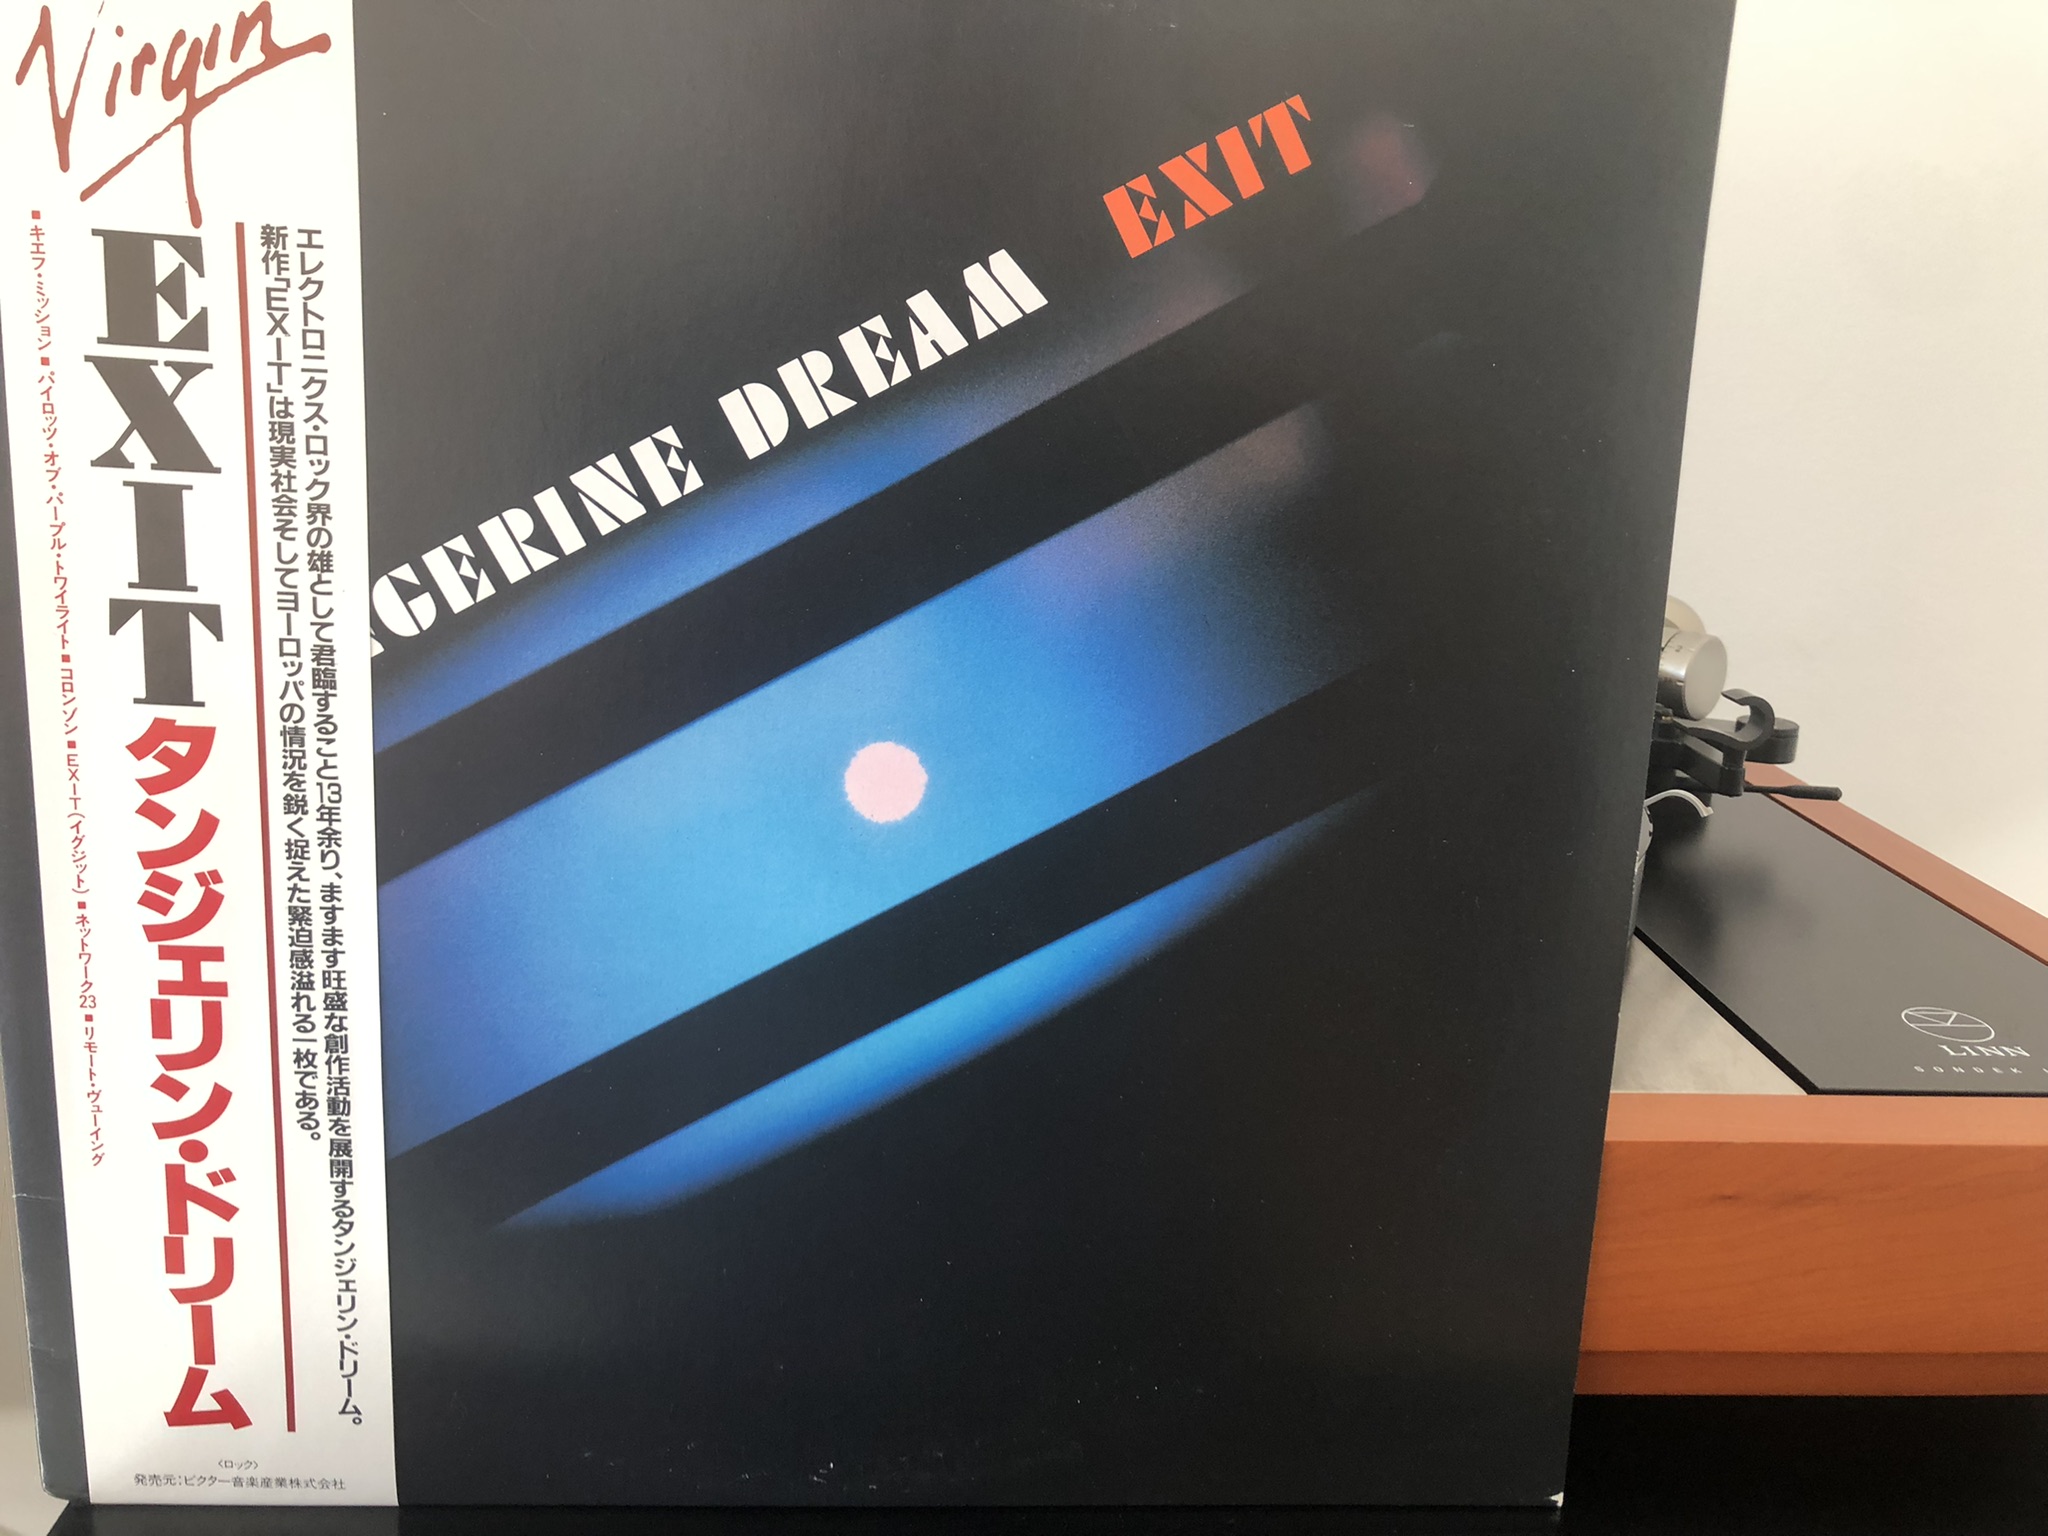 Virgin
エレクトロニクス・ロック界の雄として君臨すること13年余り、ますます旺盛な創作活動を展開するタンジェリン・ドリーム。
新作「EXIT」は現実社会そしてヨーロッパの情況を鋭く捉えた緊迫感溢れる一枚である。
EXIT タンジェリン・ドリーム
■キエフ・ミッション■パイロッツ・オブ・パープル・トワイライト■コロンゾン■EXIT(イグジット)■ネットワーク23■リモート・ヴューイング
〈ロック〉
発売元:ビクター音楽産業株式会社
NGERINE DREAM EXIT
LINN
SONDEK